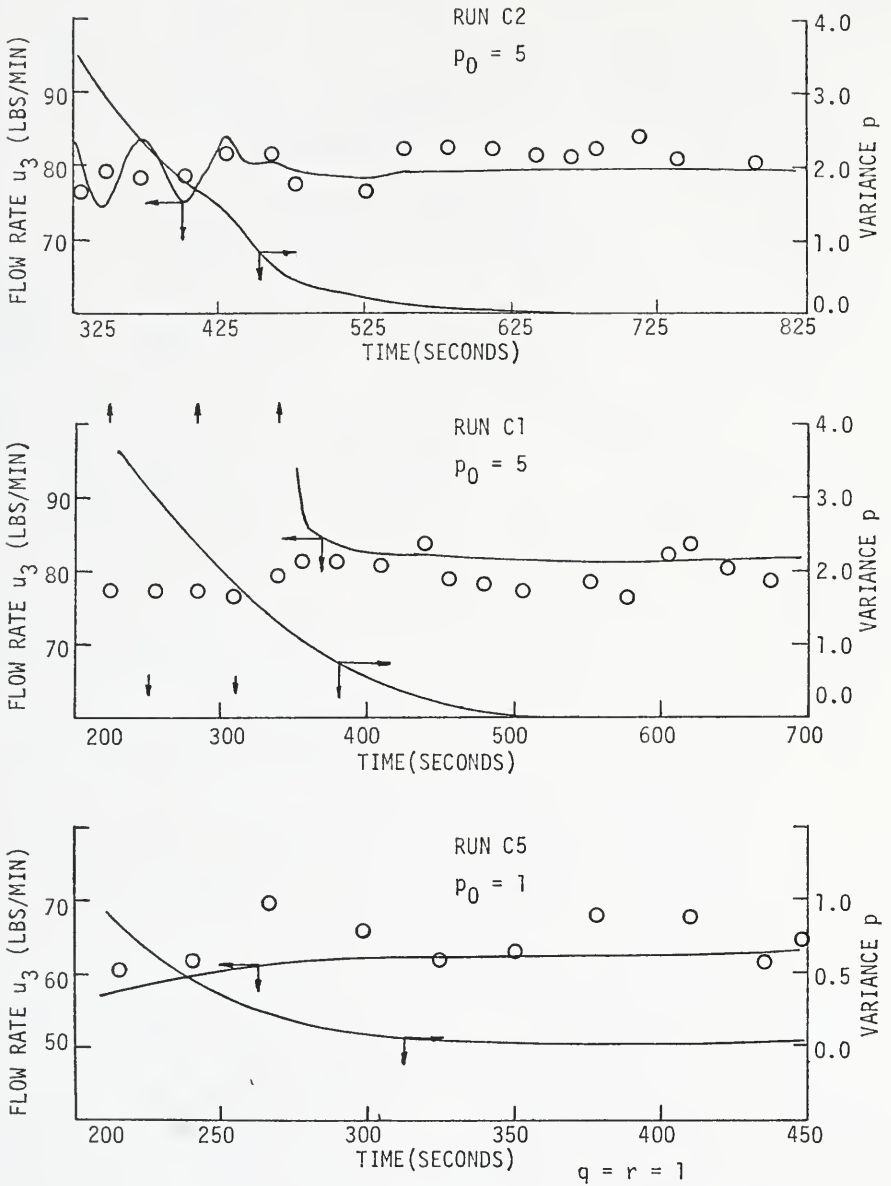 RUN C2
p₀ = 5
FLOW RATE u₃ (LBS/MIN)
90
80
70
4.0
3.0
2.0
1.0
0.0
VARIANCE p
325 425 525 625 725 825
TIME(SECONDS)
RUN C1
p₀ = 5
FLOW RATE u₃ (LBS/MIN)
90
80
70
4.0
3.0
2.0
1.0
0.0
VARIANCE p
200 300 400 500 600 700
TIME(SECONDS)
RUN C5
p₀ = 1
FLOW RATE u₃ (LBS/MIN)
70
60
50
1.0
0.5
0.0
VARIANCE p
200 250 300 350 400 450
TIME(SECONDS)
q = r = 1